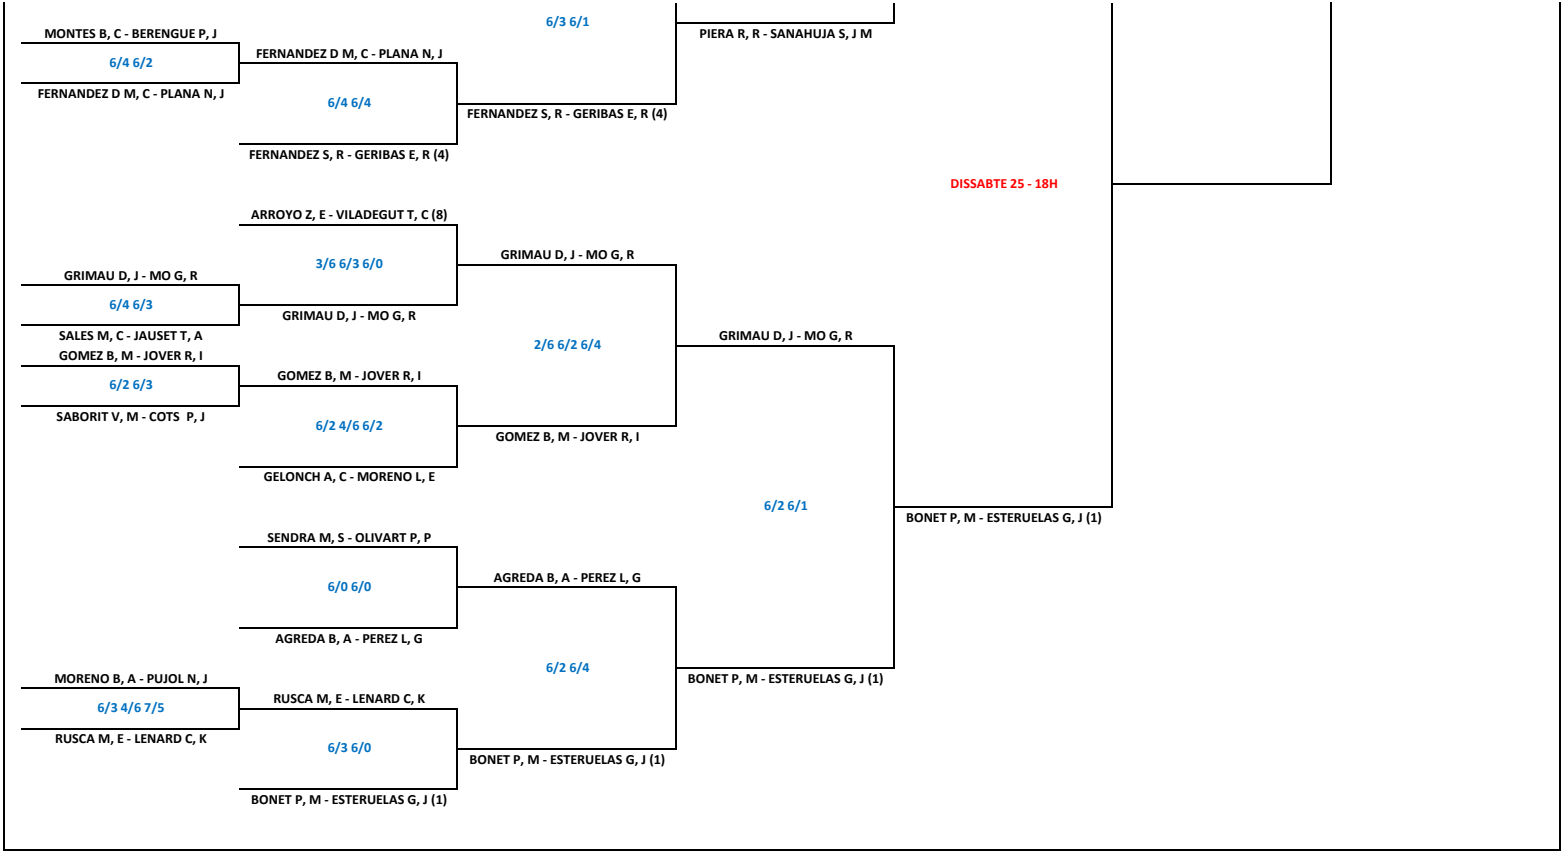 6/3 6/1
MONTES B, C - BERENGUE P, J
PIERA R, R - SANAHUJA S, J M
FERNANDEZ D M, C - PLANA N, J
6/4 6/2
FERNANDEZ D M, C - PLANA N, J
6/4 6/4
FERNANDEZ S, R - GERIBAS E, R (4)
FERNANDEZ S, R - GERIBAS E, R (4)
DISSABTE 25 - 18H
ARROYO Z, E - VILADEGUT T, C (8)
GRIMAU D, J - MO G, R
3/6 6/3 6/0
GRIMAU D, J - MO G, R
6/4 6/3
GRIMAU D, J - MO G, R
SALES M, C - JAUSET T, A
GRIMAU D, J - MO G, R
2/6 6/2 6/4
GOMEZ B, M - JOVER R, I
GOMEZ B, M - JOVER R, I
6/2 6/3
SABORIT V, M - COTS  P, J
6/2 4/6 6/2
GOMEZ B, M - JOVER R, I
GELONCH A, C - MORENO L, E
6/2 6/1
BONET P, M - ESTERUELAS G, J (1)
SENDRA M, S - OLIVART P, P
AGREDA B, A - PEREZ L, G
6/0 6/0
AGREDA B, A - PEREZ L, G
6/2 6/4
MORENO B, A - PUJOL N, J
BONET P, M - ESTERUELAS G, J (1)
RUSCA M, E - LENARD C, K
6/3 4/6 7/5
RUSCA M, E - LENARD C, K
6/3 6/0
BONET P, M - ESTERUELAS G, J (1)
BONET P, M - ESTERUELAS G, J (1)